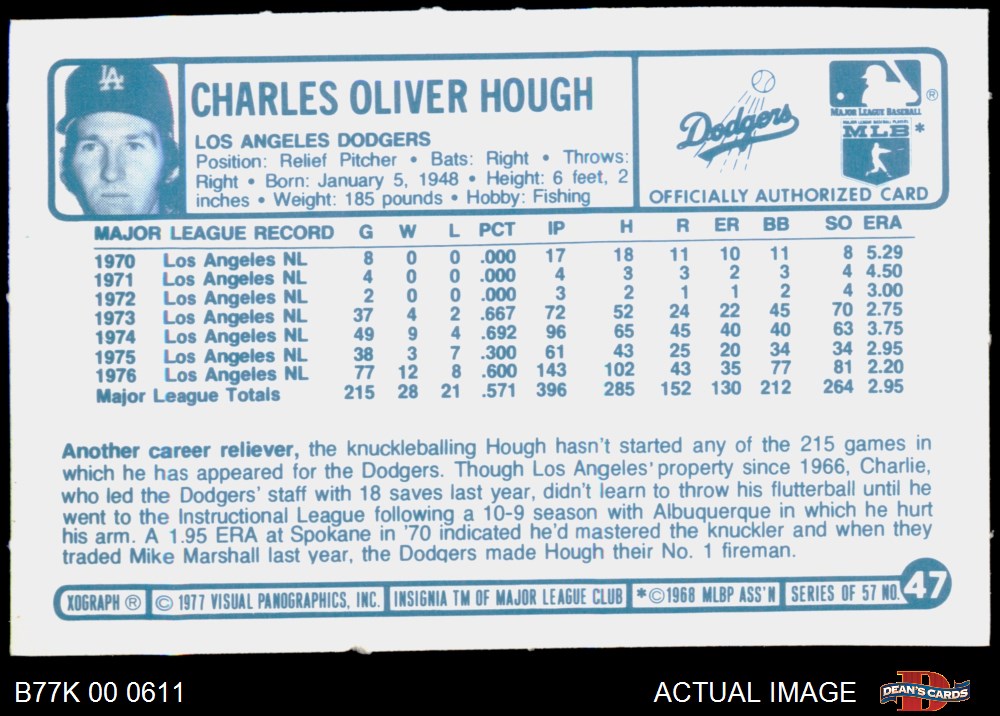 LA
CHARLES OLIVER HOUGH
LOS ANGELES DODGERS
Position: Relief Pitcher • Bats: Right • Throws:
Right • Born: January 5, 1948 • Height: 6 feet, 2
inches • Weight: 185 pounds • Hobby: Fishing
Dodgers
®
MAJOR LEAGUE BASEBALL
MAJOR LEAGUE BASEBALL PLAYERS
MLB *
OFFICIALLY AUTHORIZED CARD
MAJOR LEAGUE RECORD G W L PCT IP H R ER BB SO ERA
1970 Los Angeles NL 8 0 0 .000 17 18 11 10 11 8 5.29
1971 Los Angeles NL 4 0 0 .000 4 3 3 2 3 4 4.50
1972 Los Angeles NL 2 0 0 .000 3 2 1 1 2 4 3.00
1973 Los Angeles NL 37 4 2 .667 72 52 24 22 45 70 2.75
1974 Los Angeles NL 49 9 4 .692 96 65 45 40 40 63 3.75
1975 Los Angeles NL 38 3 7 .300 61 43 25 20 34 34 2.95
1976 Los Angeles NL 77 12 8 .600 143 102 43 35 77 81 2.20
Major League Totals 215 28 21 .571 396 285 152 130 212 264 2.95
Another career reliever, the knuckleballing Hough hasn't started any of the 215 games in
which he has appeared for the Dodgers. Though Los Angeles' property since 1966, Charlie,
who led the Dodgers' staff with 18 saves last year, didn't learn to throw his flutterball until he
went to the Instructional League following a 10-9 season with Albuquerque in which he hurt
his arm. A 1.95 ERA at Spokane in '70 indicated he'd mastered the knuckler and when they
traded Mike Marshall last year, the Dodgers made Hough their No. 1 fireman.
XOGRAPH ® © 1977 VISUAL PANOGRAPHICS, INC. INSIGNIA TM OF MAJOR LEAGUE CLUB *©1968 MLBP ASS'N SERIES OF 57 NO. 47
B77K 00 0611 ACTUAL IMAGE DEAN'S CARDS